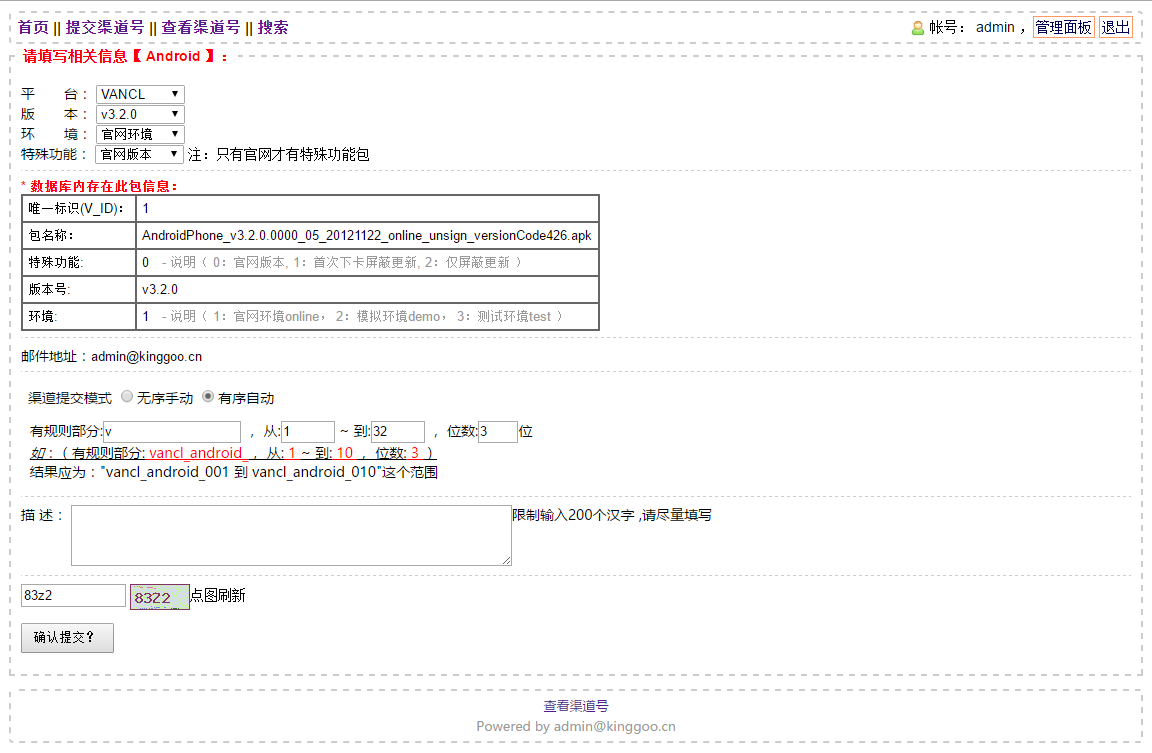 首页 || 提交渠道号 || 查看渠道号 || 搜索 帐号： admin ， 管理面板 退出
请填写相关信息【 Android 】：
平 台： VANCL
版 本： v3.2.0
环 境： 官网环境
特殊功能： 官网版本 注：只有官网才有特殊功能包
* 数据库内存在此包信息：
唯一标识(V_ID)： 1
包名称： AndroidPhone_v3.2.0.0000_05_20121122_online_unsign_versionCode426.apk
特殊功能: 0 - 说明（ 0：官网版本, 1：首次下卡屏蔽更新, 2：仅屏蔽更新 ）
版本号: v3.2.0
环境: 1 - 说明（ 1：官网环境online， 2：模拟环境demo， 3：测试环境test ）
邮件地址：admin@kinggoo.cn
渠道提交模式 无序手动 有序自动
有规则部分:v ，从:1 ~ 到:32 ，位数:3位
如：（ 有规则部分: vancl_android_ ，从: 1 ~ 到: 10 ，位数: 3 ）
结果应为："vancl_android_001 到 vancl_android_010"这个范围
描 述： 限制输入200个汉字 ,请尽量填写
83z2 83Z2 点图刷新
确认提交？
查看渠道号
Powered by admin@kinggoo.cn